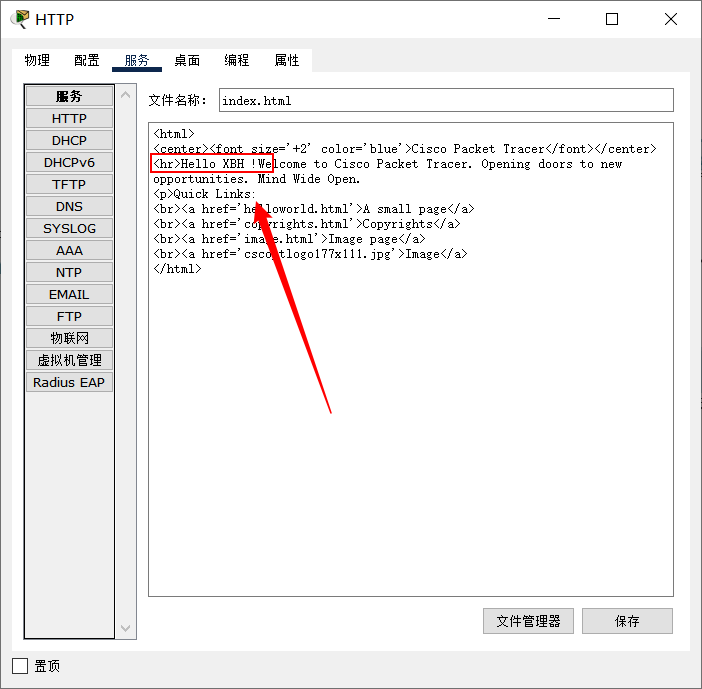 HTTP
物理 配置 服务 桌面 编程 属性
服务
HTTP
DHCP
DHCPv6
TFTP
DNS
SYSLOG
AAA
NTP
EMAIL
FTP
物联网
虚拟机管理
Radius EAP
文件名称： index.html
<html>
<center><font size='+2' color='blue'>Cisco Packet Tracer</font></center>
<hr>Hello XBH !Welcome to Cisco Packet Tracer. Opening doors to new
opportunities. Mind Wide Open.
<p>Quick Links:
<br><a href='helloworld.html'>A small page</a>
<br><a href='copyrights.html'>Copyrights</a>
<br><a href='image.html'>Image page</a>
<br><a href='cscoptlogo177x111.jpg'>Image</a>
</html>
文件管理器 保存
置顶